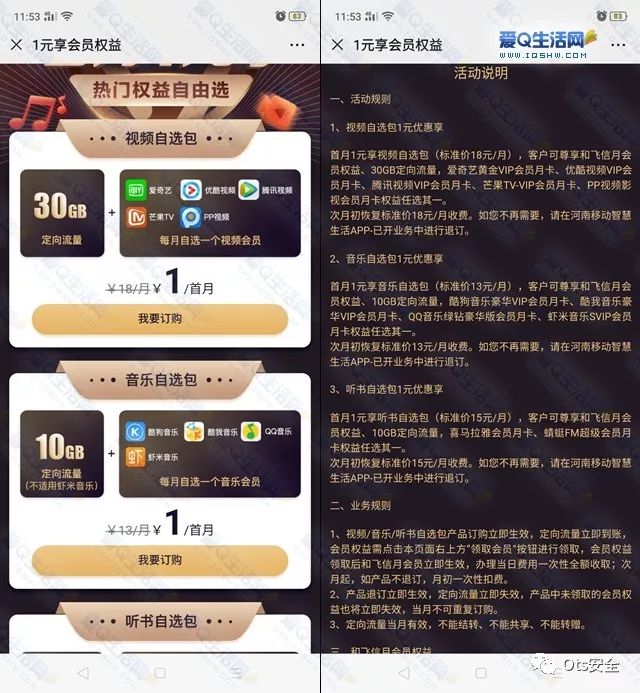 11:53
83
1元享会员权益
热门权益自由选
视频自选包
30GB
定向流量
+
爱奇艺
优酷视频
腾讯视频
芒果TV
PP视频
每月自选一个视频会员
¥18/月 ¥1/首月
我要订购
音乐自选包
10GB
定向流量
(不适用虾米音乐)
+
酷狗音乐
酷我音乐
QQ音乐
虾米音乐
每月自选一个音乐会员
¥13/月 ¥1/首月
我要订购
听书自选包
11:53
83
1元享会员权益
爱Q生活网
www.iqshw.com
活动说明
一、活动规则
1、视频自选包1元优惠享
首月1元享视频自选包（标准价18元/月），客户可尊享和飞信月会
员权益、30GB定向流量，爱奇艺黄金VIP会员月卡、优酷视频VIP会
员月卡、腾讯视频VIP会员月卡、芒果TV-VIP会员月卡、PP视频影
视会员月卡权益任选其一。
次月初恢复标准价18元/月收费。如您不再需要，请在河南移动智慧
生活APP-已开业务中进行退订。
2、音乐自选包1元优惠享
首月1元享音乐自选包（标准价13元/月），客户可尊享和飞信月会
员权益、10GB定向流量，酷狗音乐豪华VIP会员月卡、酷我音乐豪
华VIP会员月卡、QQ音乐绿钻豪华版会员月卡、虾米音乐SVIP会员
月卡权益任选其一。
次月初恢复标准价13元/月收费。如您不再需要，请在河南移动智慧
生活APP-已开业务中进行退订。
3、听书自选包1元优惠享
首月1元享听书自选包（标准价15元/月），客户可尊享和飞信月会
员权益、10GB定向流量，喜马拉雅会员月卡、蜻蜓FM超级会员月
卡权益任选其一。
次月初恢复标准价15元/月收费。如您不再需要，请在河南移动智慧
生活APP-已开业务中进行退订。
二、业务规则
1、视频/音乐/听书自选包产品订购立即生效，定向流量立即到账，
会员权益需点击本页面右上方“领取会员”按钮进行领取，会员权益
领取后和飞信月会员立即生效，办理当日费用一次性全额收取；次
月起，如产品不退订，月初一次性扣费。
2、产品退订立即生效，定向流量立即失效，产品中未领取的会员权
益也将立即失效，当月不可重复订购。
3、定向流量当月有效，不能结转、不能共享、不能转赠。
三、和飞信月会员权益
Ots安全